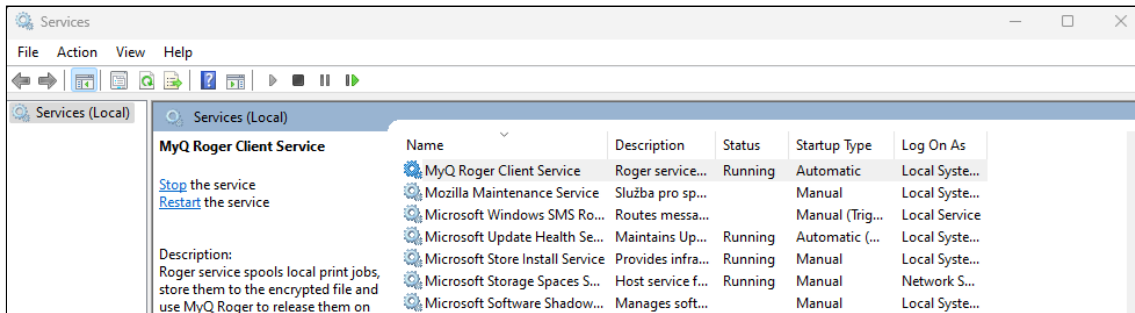 Services
File Action View Help
Services (Local)
Services (Local)
MyQ Roger Client Service
Stop the service
Restart the service
Description:
Roger service spools local print jobs,
store them to the encrypted file and
use MyQ Roger to release them on
Name Description Status Startup Type Log On As
MyQ Roger Client Service Roger service... Running Automatic Local Syste...
Mozilla Maintenance Service Služba pro sp... Manual Local Syste...
Microsoft Windows SMS Ro... Routes messa... Manual (Trig... Local Service
Microsoft Update Health Se... Maintains Up... Running Automatic (... Local Syste...
Microsoft Store Install Service Provides infra... Running Manual Local Syste...
Microsoft Storage Spaces S... Host service f... Running Manual Network S...
Microsoft Software Shadow... Manages soft... Manual Local Syste...